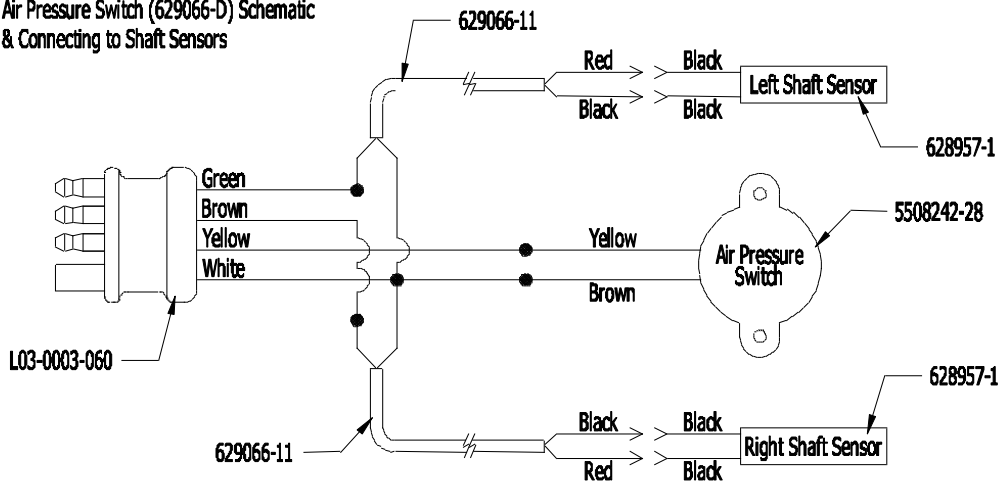 Air Pressure Switch (629066-D) Schematic
& Connecting to Shaft Sensors
629066-11
Red
Black
Left Shaft Sensor
Black
Black
628957-1
Green
Brown
Yellow
White
Yellow
Brown
Air Pressure
Switch
5508242-28
L03-0003-060
628957-1
629066-11
Black
Black
Right Shaft Sensor
Red
Black